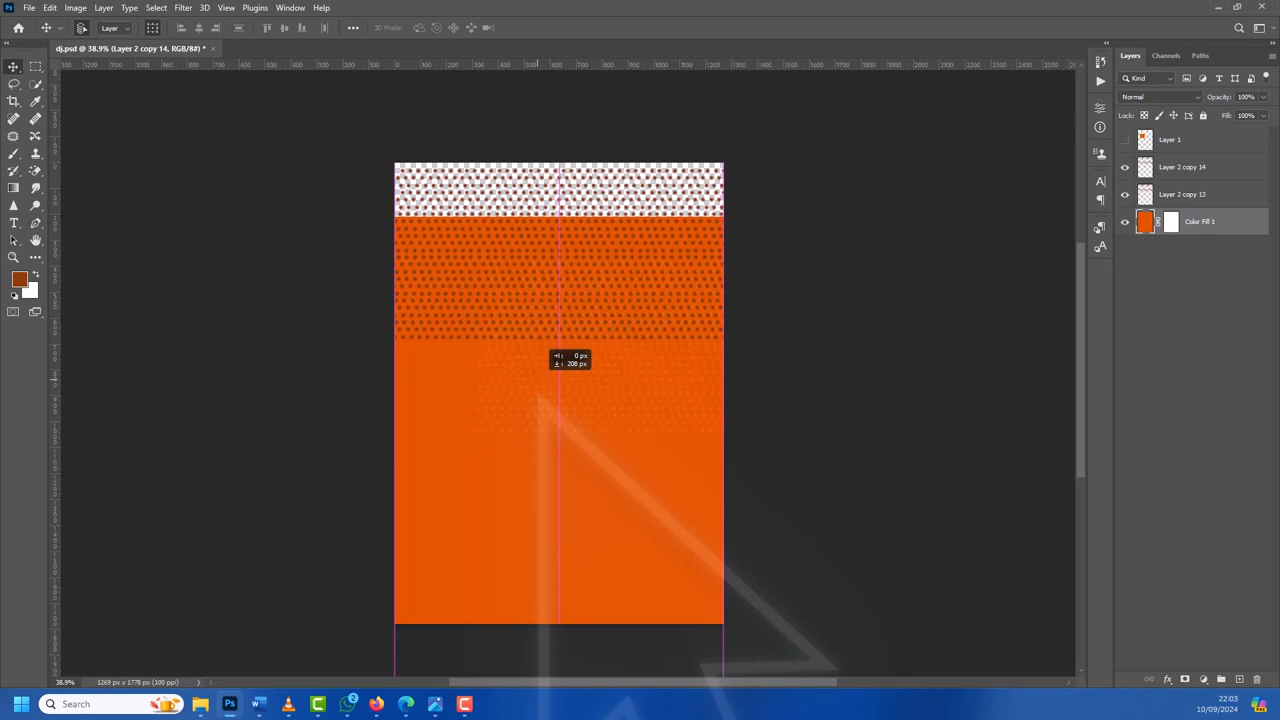 Ps File Edit Image Layer Type Select Filter 3D View Plugins Window Help
Layer 3D Mode:
dj.psd @ 38.9% (Layer 2 copy 14, RGB/8#) *
Layers Channels Paths
Kind
Normal Opacity: 100%
Lock: Fill: 100%
Layer 1
Layer 2 copy 14
Layer 2 copy 13
Color Fill 1
0 px
208 px
38.9% 1269 px x 1778 px (100 ppi)
Search
22:03
10/09/2024